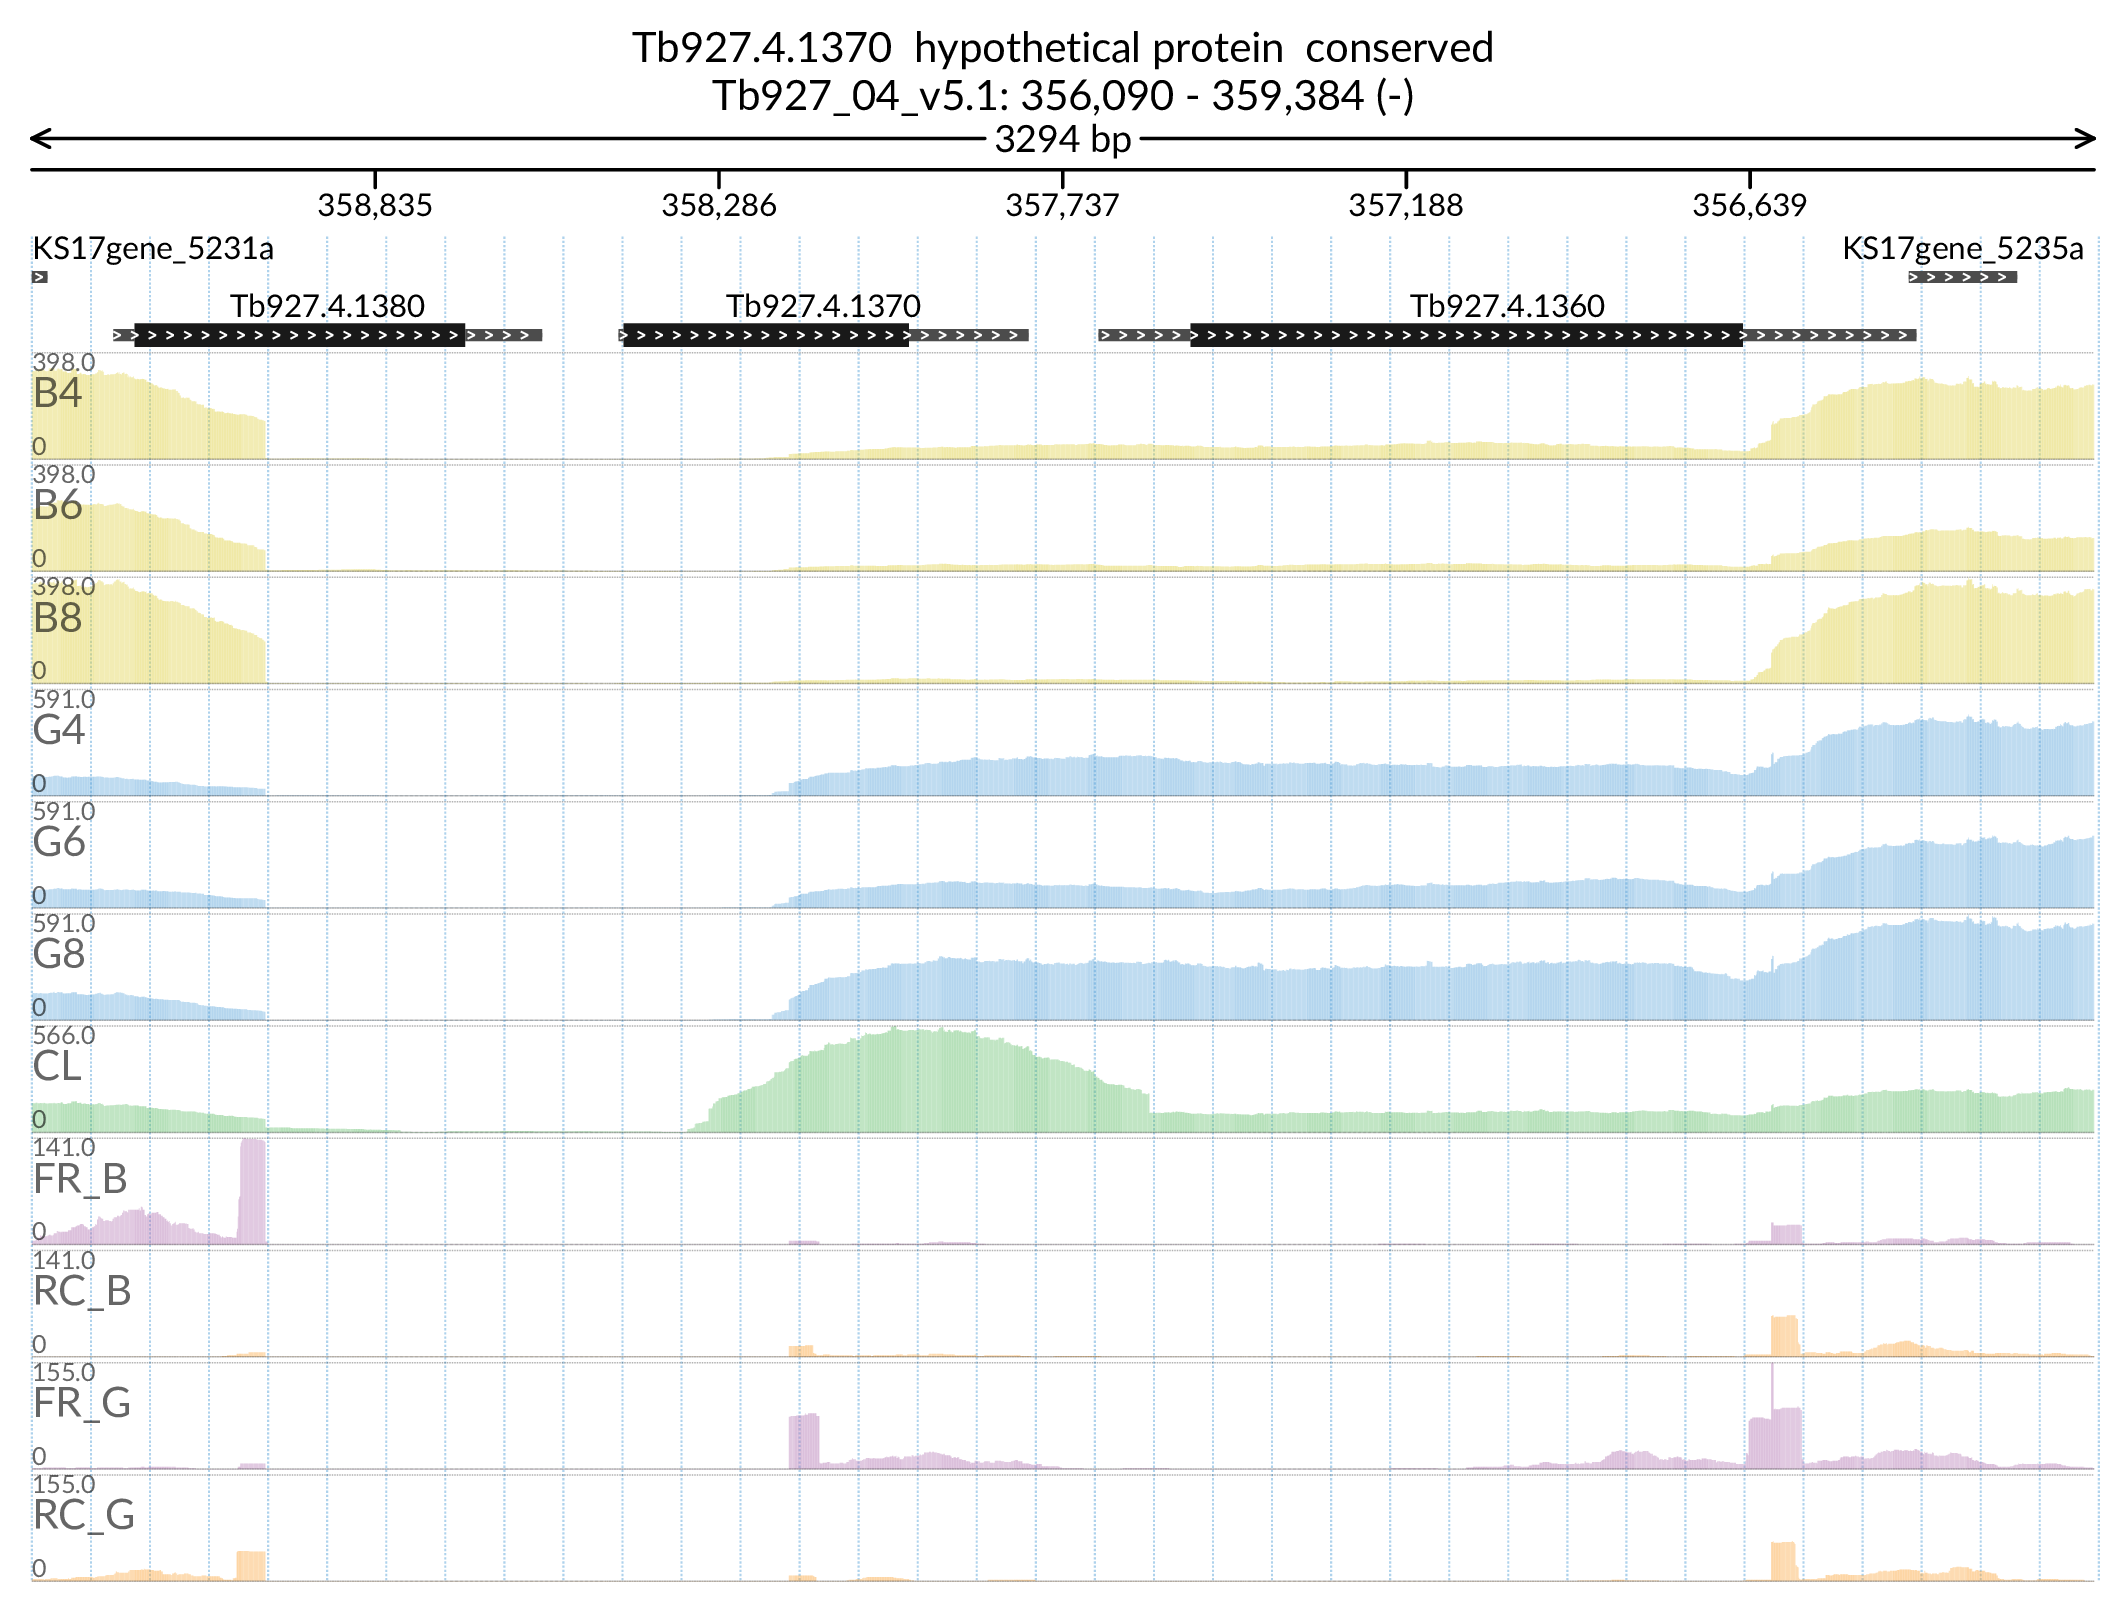 Tb927.4.1370  hypothetical protein  conserved
Tb927_04_v5.1: 356,090 - 359,384 (-)
3294 bp
358,835 358,286 357,737 357,188 356,639
KS17gene_5231a KS17gene_5235a
Tb927.4.1380 Tb927.4.1370 Tb927.4.1360
398.0
B4
0
398.0
B6
0
398.0
B8
0
591.0
G4
0
591.0
G6
0
591.0
G8
0
566.0
CL
0
141.0
FR_B
0
141.0
RC_B
0
155.0
FR_G
0
155.0
RC_G
0